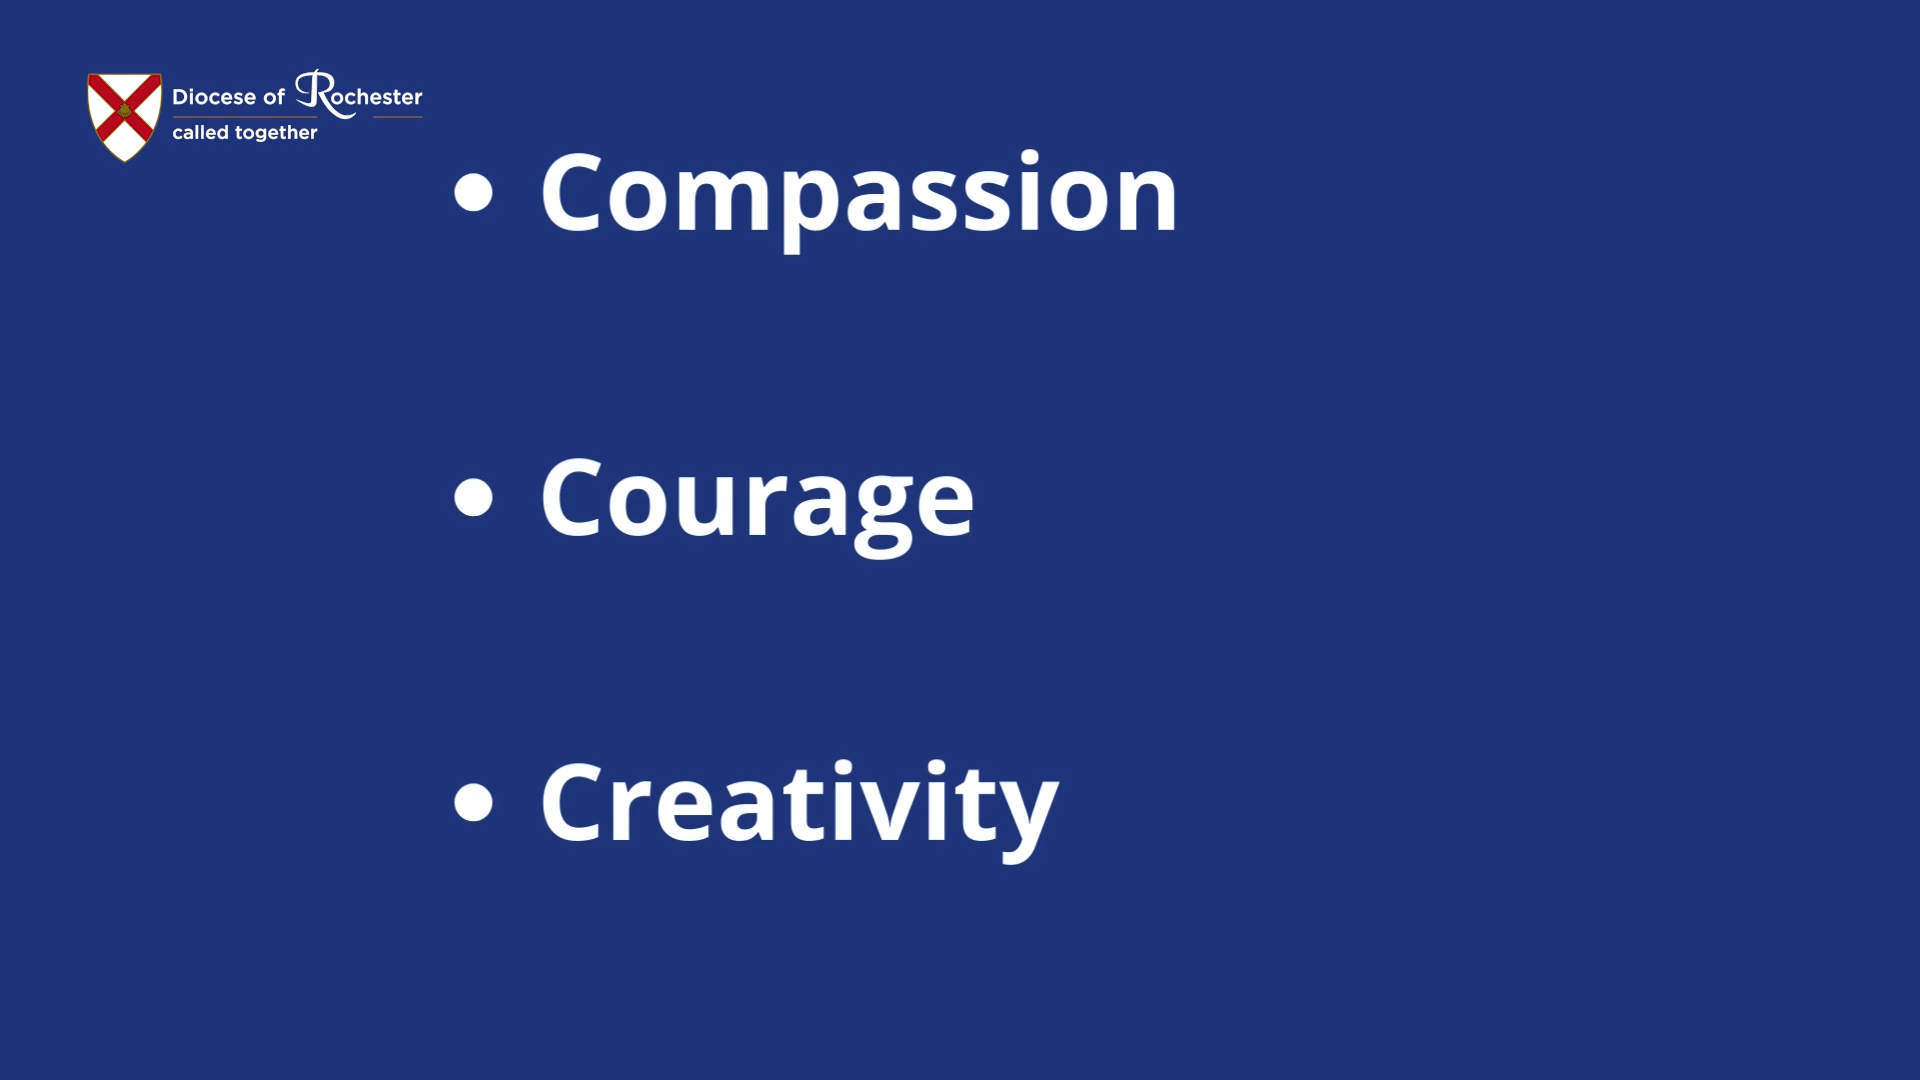 Diocese of Rochester
called together
• Compassion
• Courage
• Creativity